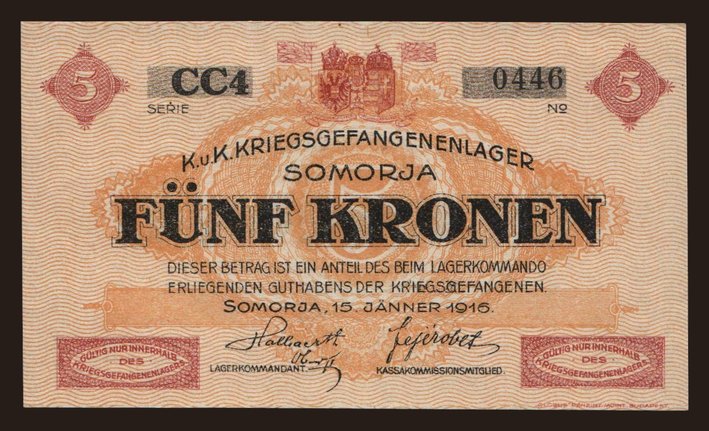 5 CC4 0446 5
SERIE No
K.u.K.KRIEGSGEFANGENENLAGER
SOMORJA
5
FÜNF KRONEN
DIESER BETRAG IST EIN ANTEIL DES BEIM LAGERKOMMANDO
ERLIEGENDEN GUTHABENS DER KRIEGSGEFANGENEN.
SOMORJA, 15. JÄNNER 1916.
LAGERKOMMANDANT. KASSAKOMMISSIONSMITGLIED.
GÜLTIG NUR INNERHALB
DES
KRIEGSGEFANGENENLAGERS
GÜLTIG NUR INNERHALB
DES
KRIEGSGEFANGENENLAGERS
BUDAPEST